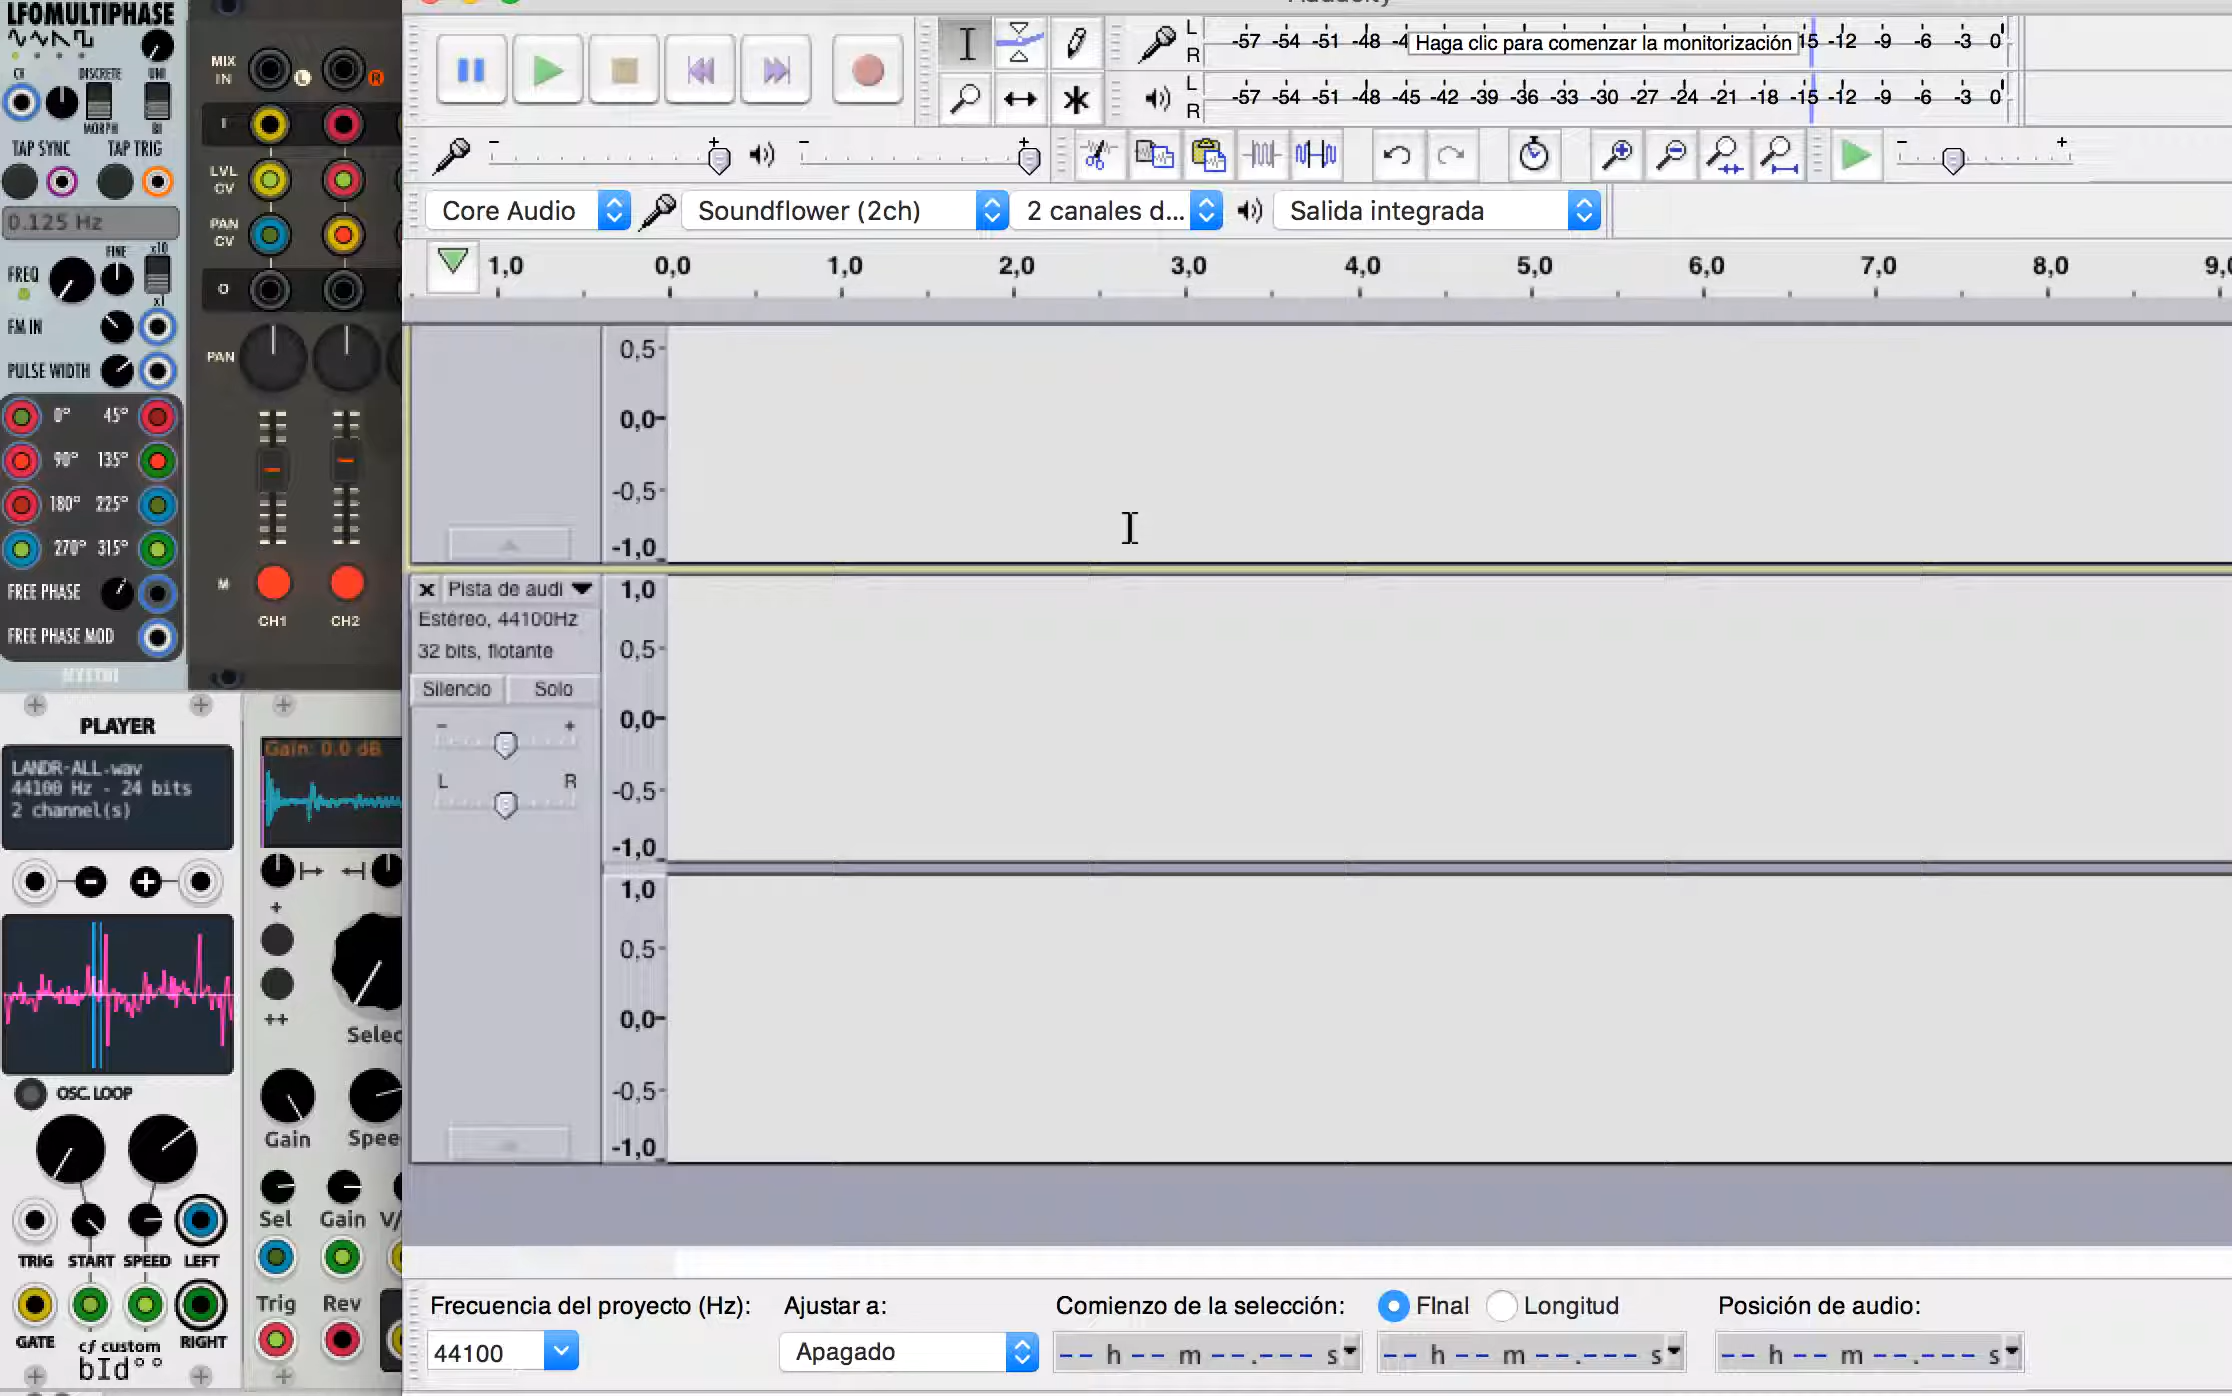 LFOMULTIPHASE
CV DISCRETE UNI
MORPH BI
TAP SYNC TAP TRIG
0.125 Hz
FINE x10
FREQ
x1
FM IN
PULSE WIDTH
0° 45°
90° 135°
180° 225°
270° 315°
FREE PHASE
FREE PHASE MOD
MIX IN L R
I
LVL CV
PAN CV
O
PAN
M
CH1 CH2
PLAYER
LANDR-ALL-wav
44100 Hz - 24 bits
2 channel(s)
- +
OSC. LOOP
TRIG START SPEED LEFT
GATE RIGHT
cf custom
bId°°
Gain: 0.0 dB
+
++
Selec
Gain Spee
Sel Gain V/
Trig Rev
L -57 -54 -51 -48 -4 Haga clic para comenzar la monitorización 15 -12 -9 -6 -3 0
R
L -57 -54 -51 -48 -45 -42 -39 -36 -33 -30 -27 -24 -21 -18 -15 -12 -9 -6 -3 0
R
- + - + - +
Core Audio Soundflower (2ch) 2 canales d... Salida integrada
1,0 0,0 1,0 2,0 3,0 4,0 5,0 6,0 7,0 8,0 9,0
0,5
0,0
-0,5
-1,0
x Pista de audi 1,0
Estéreo, 44100Hz
32 bits, flotante 0,5
Silencio Solo
- + 0,0
L R -0,5
-1,0
1,0
0,5
0,0
-0,5
-1,0
Frecuencia del proyecto (Hz): Ajustar a: Comienzo de la selección: FInal Longitud Posición de audio:
44100 Apagado -- h -- m --.--- s -- h -- m --.--- s -- h -- m --.--- s